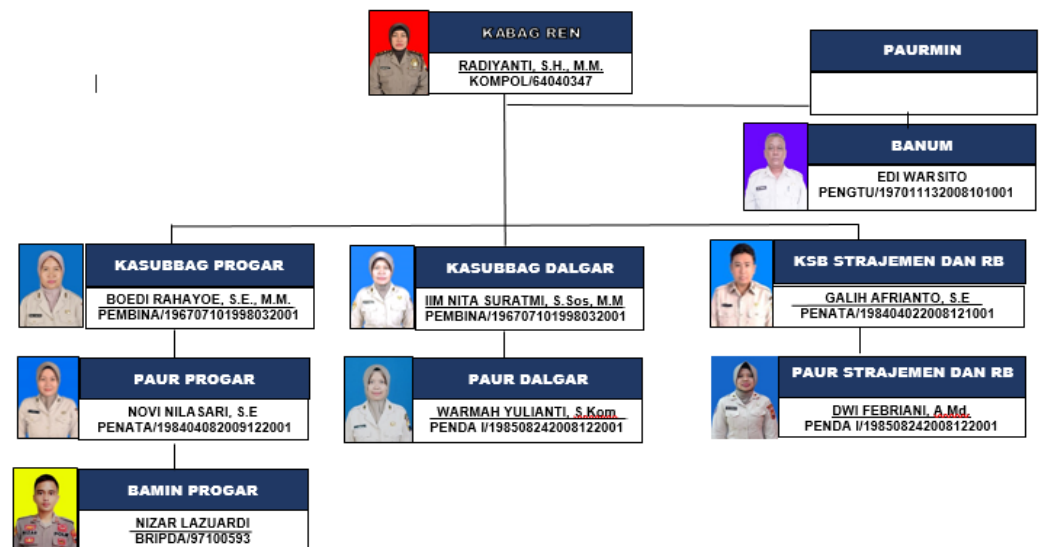 KABAG REN
RADIYANTI, S.H., M.M.
KOMPOL/64040347
PAURMIN
BANUM
EDI WARSITO
PENGTU/197011132008101001
KASUBBAG PROGAR
BOEDI RAHAYOE, S.E., M.M.
PEMBINA/196707101998032001
KASUBBAG DALGAR
IIM NITA SURATMI, S.Sos, M.M
PEMBINA/196707101998032001
KSB STRAJEMEN DAN RB
GALIH AFRIANTO, S.E
PENATA/198404022008121001
PAUR PROGAR
NOVI NILASARI, S.E
PENATA/198404082009122001
PAUR DALGAR
WARMAH YULIANTI, S.Kom
PENDA I/198508242008122001
PAUR STRAJEMEN DAN RB
DWI FEBRIANI, A.Md.
PENDA I/198508242008122001
BAMIN PROGAR
NIZAR LAZUARDI
BRIPDA/97100593